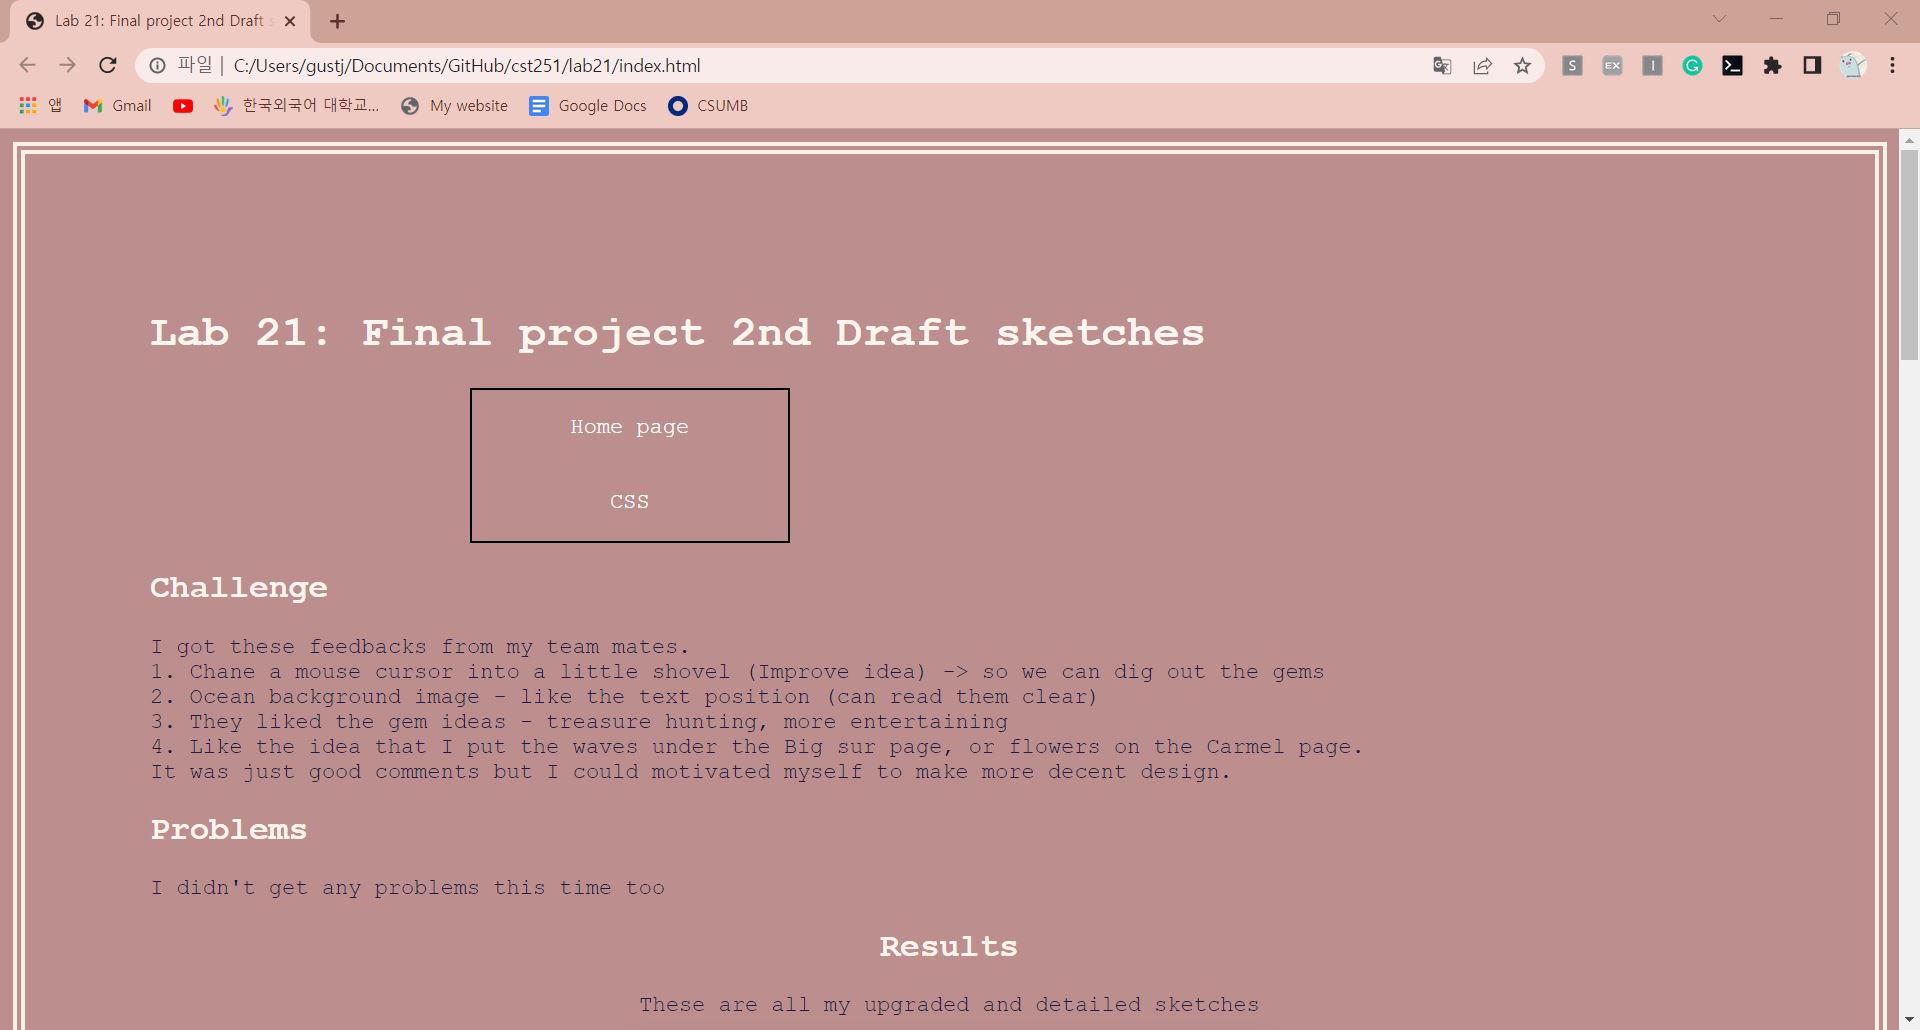 Lab 21: Final project 2nd Draft s
파일 | C:/Users/gustj/Documents/GitHub/cst251/lab21/index.html
S EX I G
앱 Gmail 한국외국어 대학교... My website Google Docs CSUMB
Lab 21: Final project 2nd Draft sketches
Home page
CSS
Challenge
I got these feedbacks from my team mates.
1. Chane a mouse cursor into a little shovel (Improve idea) -> so we can dig out the gems
2. Ocean background image - like the text position (can read them clear)
3. They liked the gem ideas - treasure hunting, more entertaining
4. Like the idea that I put the waves under the Big sur page, or flowers on the Carmel page.
It was just good comments but I could motivated myself to make more decent design.
Problems
I didn't get any problems this time too
Results
These are all my upgraded and detailed sketches